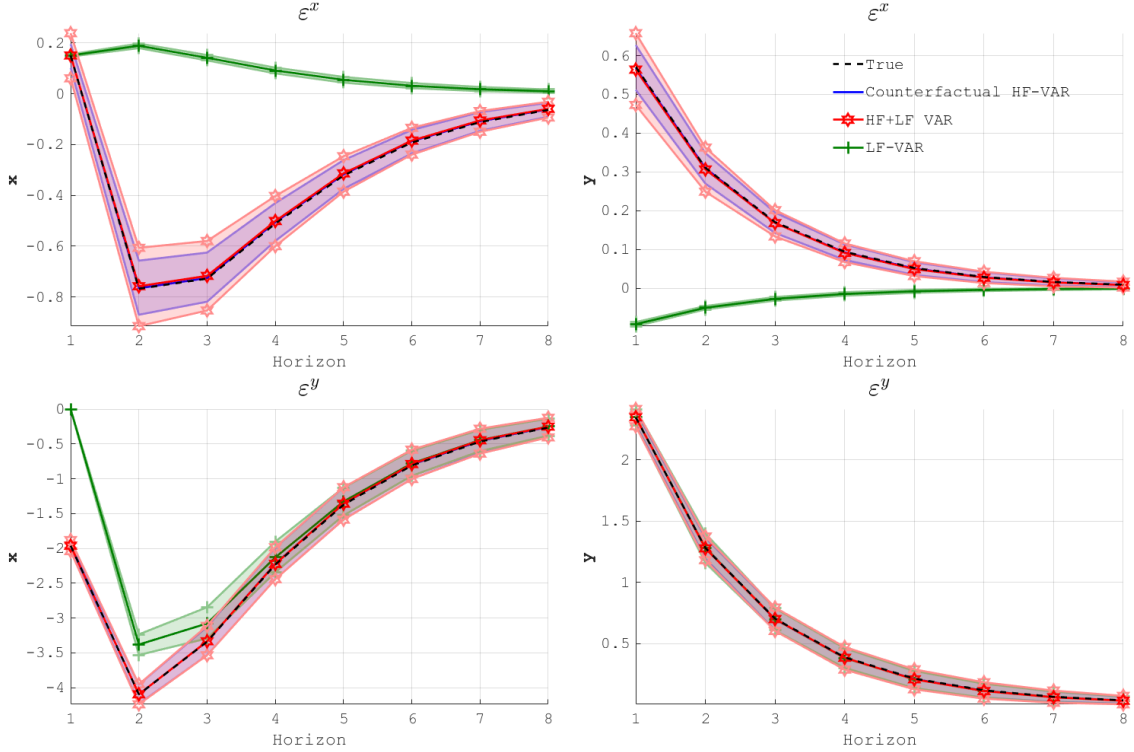 εˣ
0.2
0
−0.2
−0.4
−0.6
−0.8
x
1 2 3 4 5 6 7 8
Horizon
εˣ
0.6
0.5
0.4
0.3
0.2
0.1
0
y
True
Counterfactual HF-VAR
HF+LF VAR
LF-VAR
1 2 3 4 5 6 7 8
Horizon
εʸ
0
−0.5
−1
−1.5
−2
−2.5
−3
−3.5
−4
x
1 2 3 4 5 6 7 8
Horizon
εʸ
2
1.5
1
0.5
y
1 2 3 4 5 6 7 8
Horizon